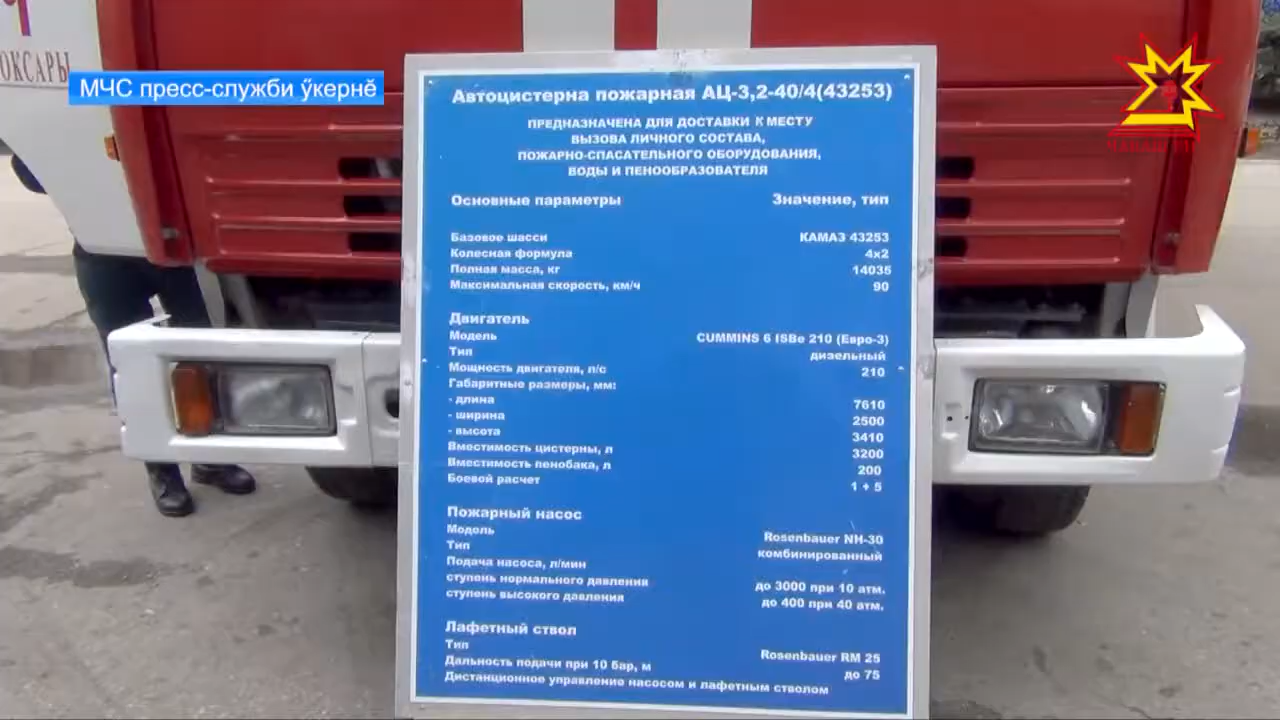 ОКСАРЫ
МЧС пресс-служби ӳкернĕ
ЧĂВАШ ЕН
Автоцистерна пожарная АЦ-3,2-40/4(43253)
ПРЕДНАЗНАЧЕНА ДЛЯ ДОСТАВКИ К МЕСТУ
ВЫЗОВА ЛИЧНОГО СОСТАВА,
ПОЖАРНО-СПАСАТЕЛЬНОГО ОБОРУДОВАНИЯ,
ВОДЫ И ПЕНООБРАЗОВАТЕЛЯ
Основные параметры Значение, тип
Базовое шасси КАМАЗ 43253
Колесная формула 4х2
Полная масса, кг 14035
Максимальная скорость, км/ч 90
Двигатель
Модель CUMMINS 6 ISBe 210 (Евро-3)
Тип дизельный
Мощность двигателя, л/с 210
Габаритные размеры, мм:
- длина 7610
- ширина 2500
- высота 3410
Вместимость цистерны, л 3200
Вместимость пенобака, л 200
Боевой расчет 1 + 5
Пожарный насос
Модель Rosenbauer NH-30
Тип комбинированный
Подача насоса, л/мин
ступень нормального давления до 3000 при 10 атм.
ступень высокого давления до 400 при 40 атм.
Лафетный ствол
Тип Rosenbauer RM 25
Дальность подачи при 10 бар, м до 75
Дистанционное управление насосом и лафетным стволом